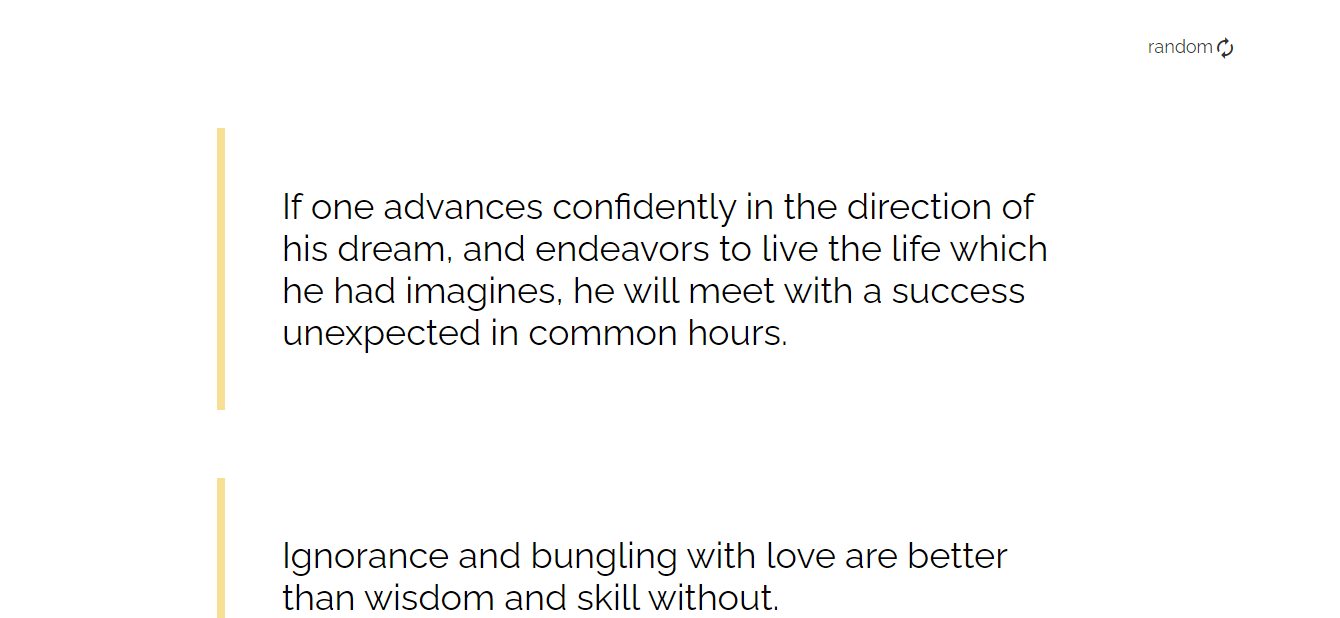 random
If one advances confidently in the direction of
his dream, and endeavors to live the life which
he had imagines, he will meet with a success
unexpected in common hours.
Ignorance and bungling with love are better
than wisdom and skill without.